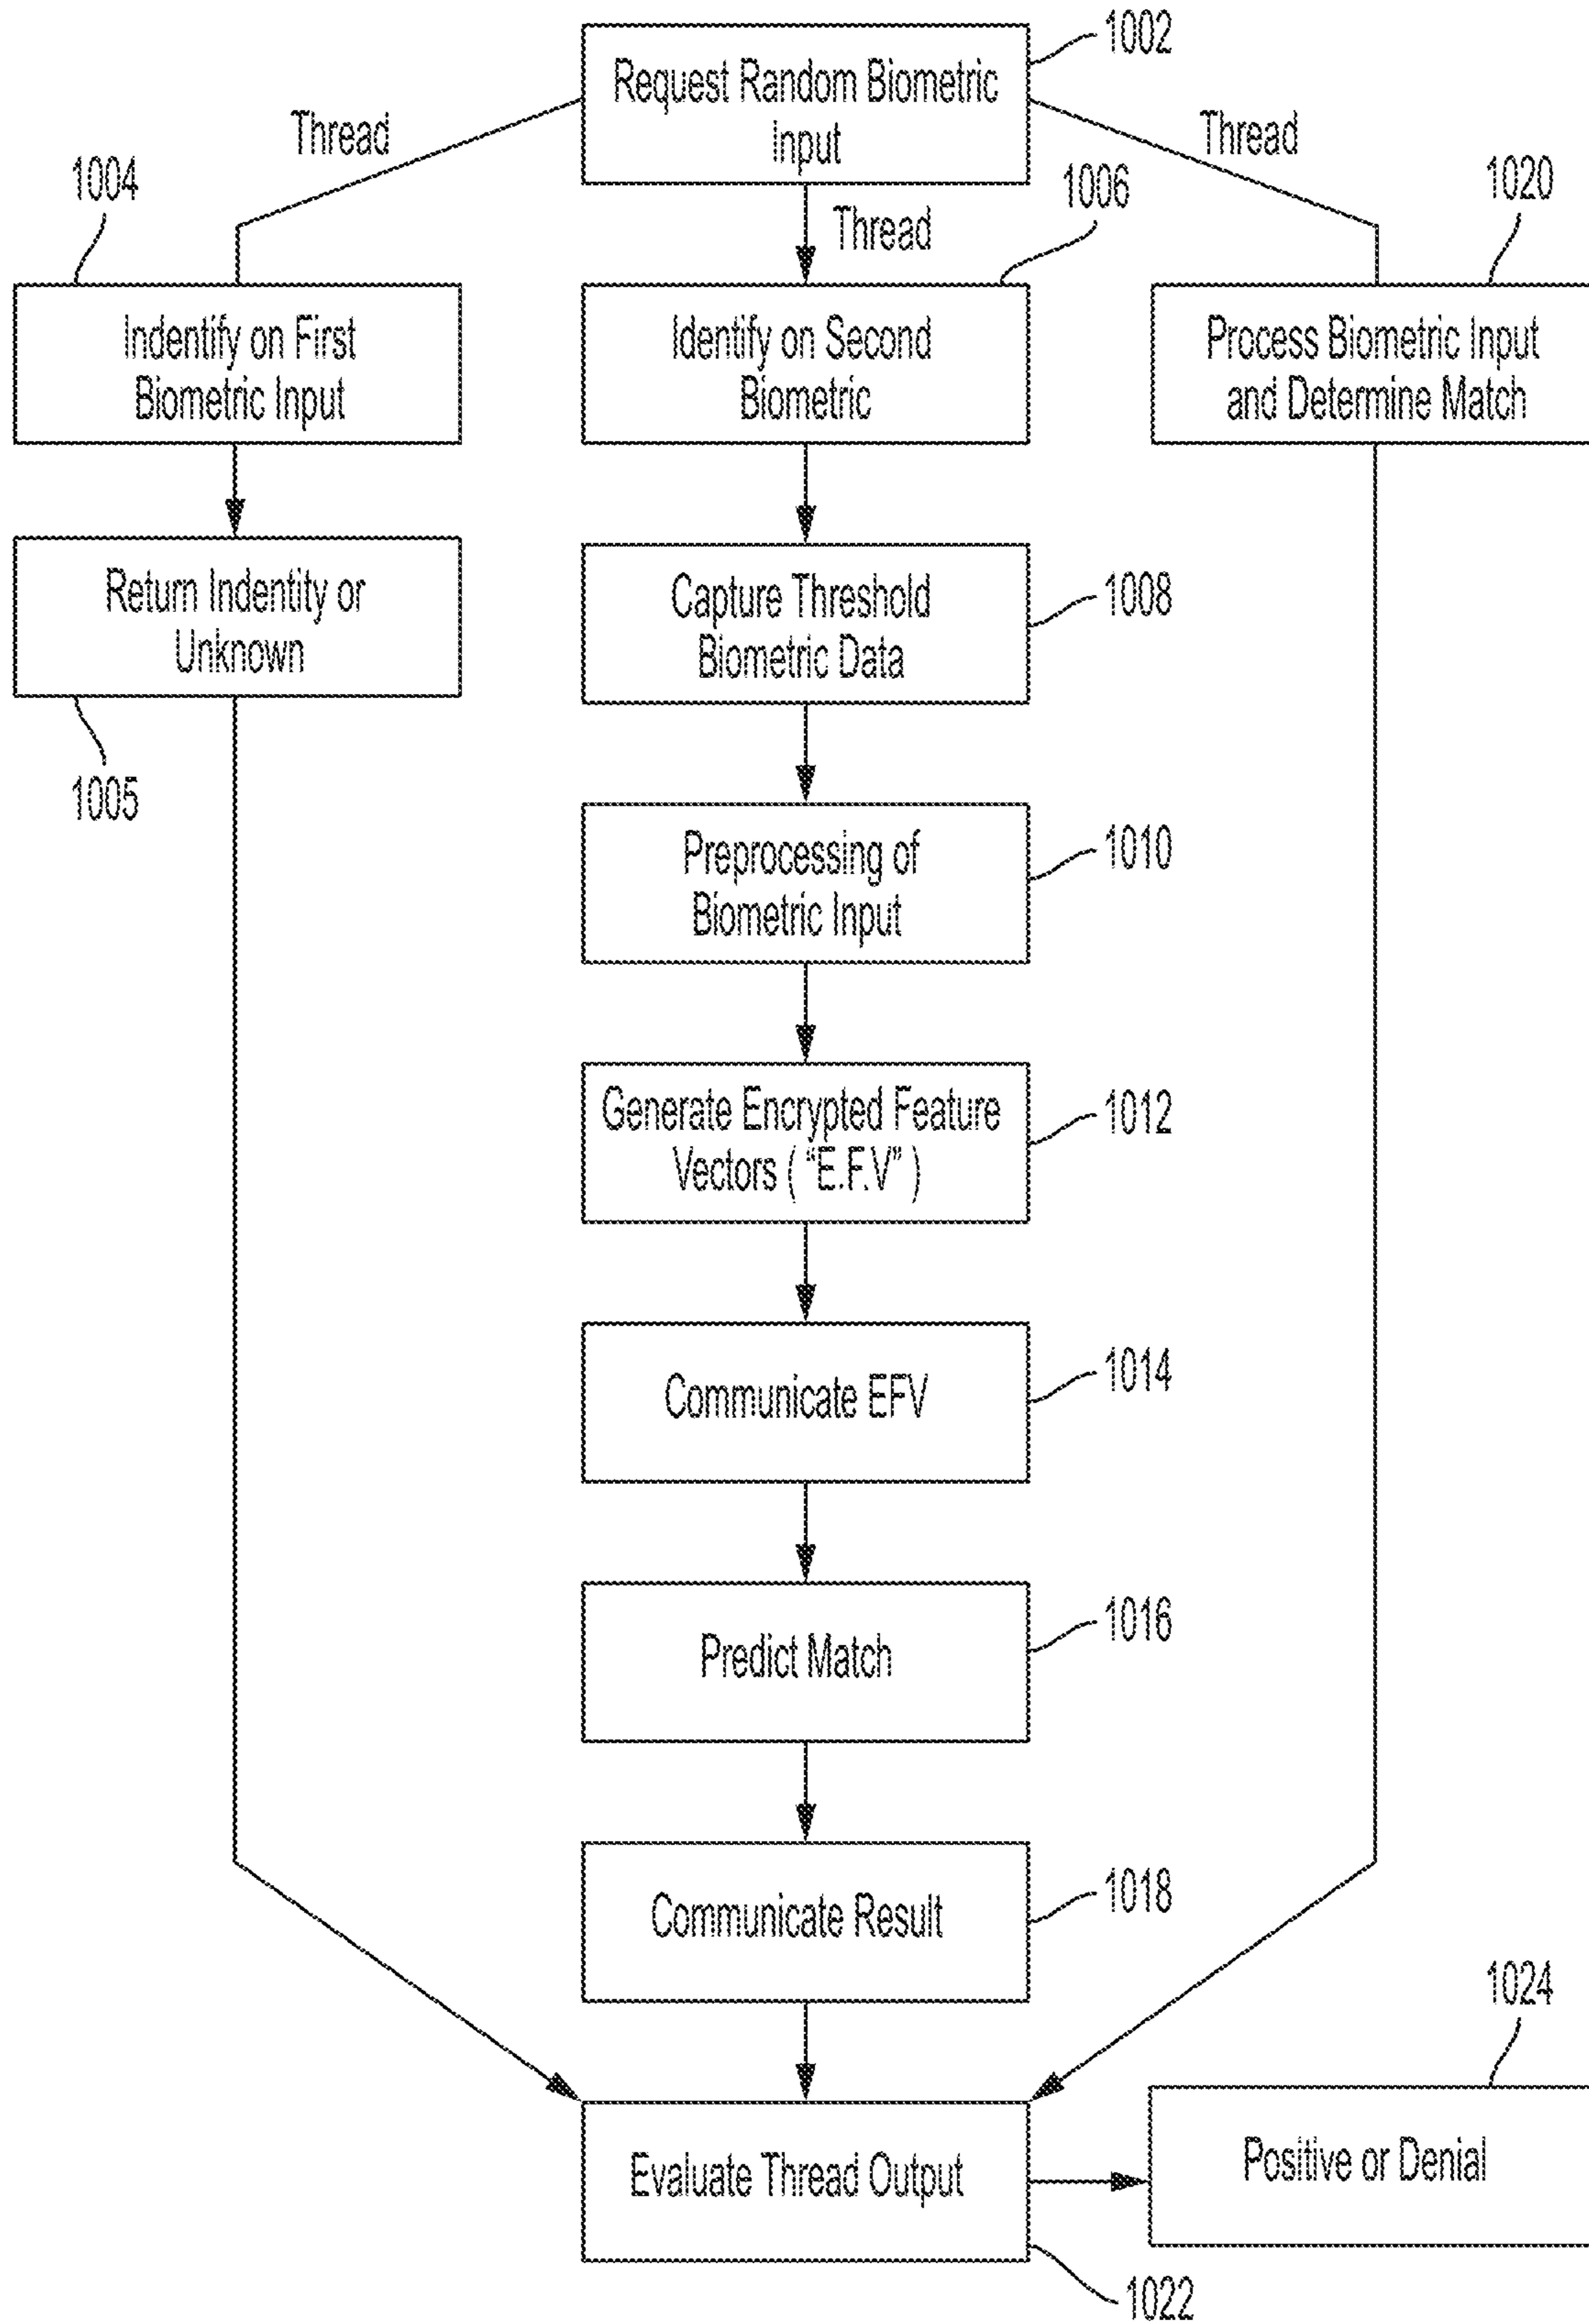 1002
Request Random Biometric
Input
Thread
Thread
Thread
1004
1006
1020
Indentify on First
Biometric Input
Identify on Second
Biometric
Process Biometric Input
and Determine Match
Return Indentity or
Unknown
1005
Capture Threshold
Biometric Data
1008
Preprocessing of
Biometric Input
1010
Generate Encrypted Feature
Vectors ( “E.F.V” )
1012
Communicate EFV
1014
Predict Match
1016
Communicate Result
1018
Evaluate Thread Output
1022
1024
Positive or Denial